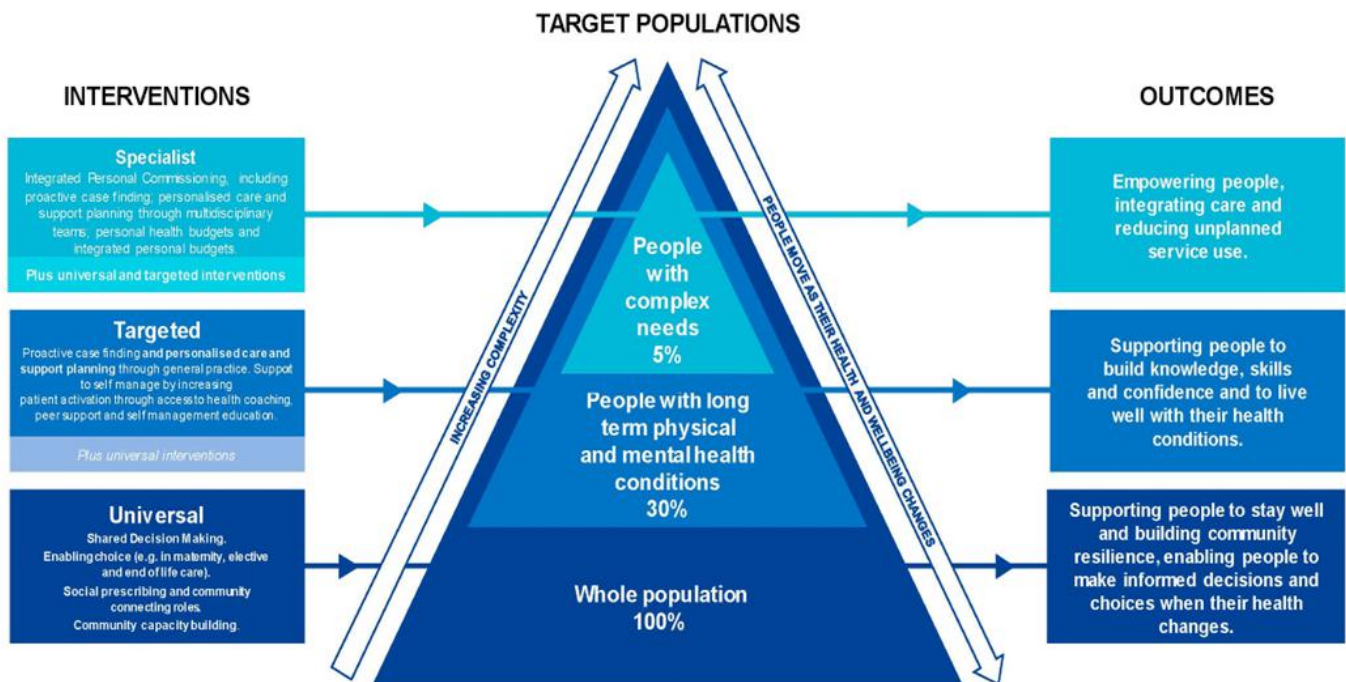 TARGET POPULATIONS
INTERVENTIONS
Specialist
Integrated Personal Commissioning, including
proactive case finding; personalised care and
support planning through multidisciplinary
teams; personal health budgets and
integrated personal budgets.
Plus universal and targeted interventions
Targeted
Proactive case finding and personalised care and
support planning through general practice. Support
to self manage by increasing
patient activation through access to health coaching,
peer support and self management education.
Plus universal interventions
Universal
Shared Decision Making.
Enabling choice (e.g. in maternity, elective
and end of life care).
Social prescribing and community
connecting roles.
Community capacity building.
INCREASING COMPLEXITY
People
with
complex
needs
5%
People with long
term physical
and mental health
conditions
30%
Whole population
100%
PEOPLE MOVE AS THEIR HEALTH AND WELLBEING CHANGES
OUTCOMES
Empowering people,
integrating care and
reducing unplanned
service use.
Supporting people to
build knowledge, skills
and confidence and to live
well with their health
conditions.
Supporting people to stay well
and building community
resilience, enabling people to
make informed decisions and
choices when their health
changes.